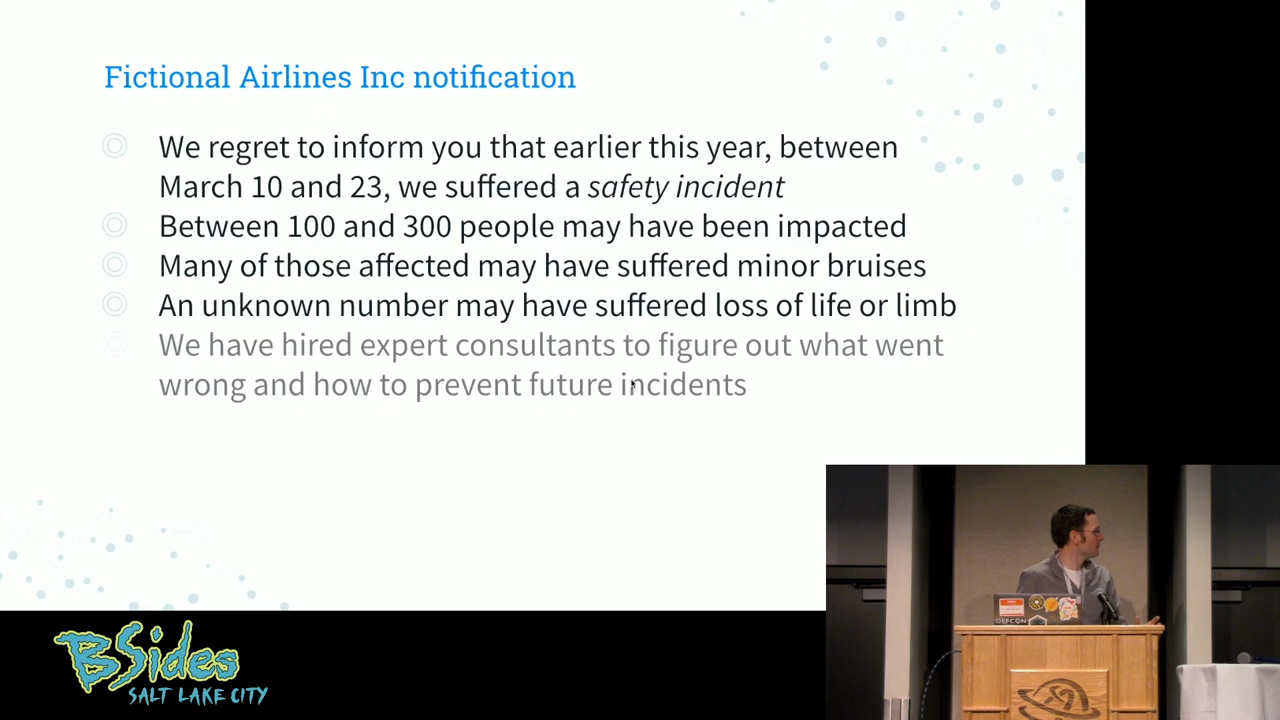 Fictional Airlines Inc notification
We regret to inform you that earlier this year, between
March 10 and 23, we suffered a safety incident
Between 100 and 300 people may have been impacted
Many of those affected may have suffered minor bruises
An unknown number may have suffered loss of life or limb
We have hired expert consultants to figure out what went
wrong and how to prevent future incidents
DEFCON
BSides
SALT LAKE CITY